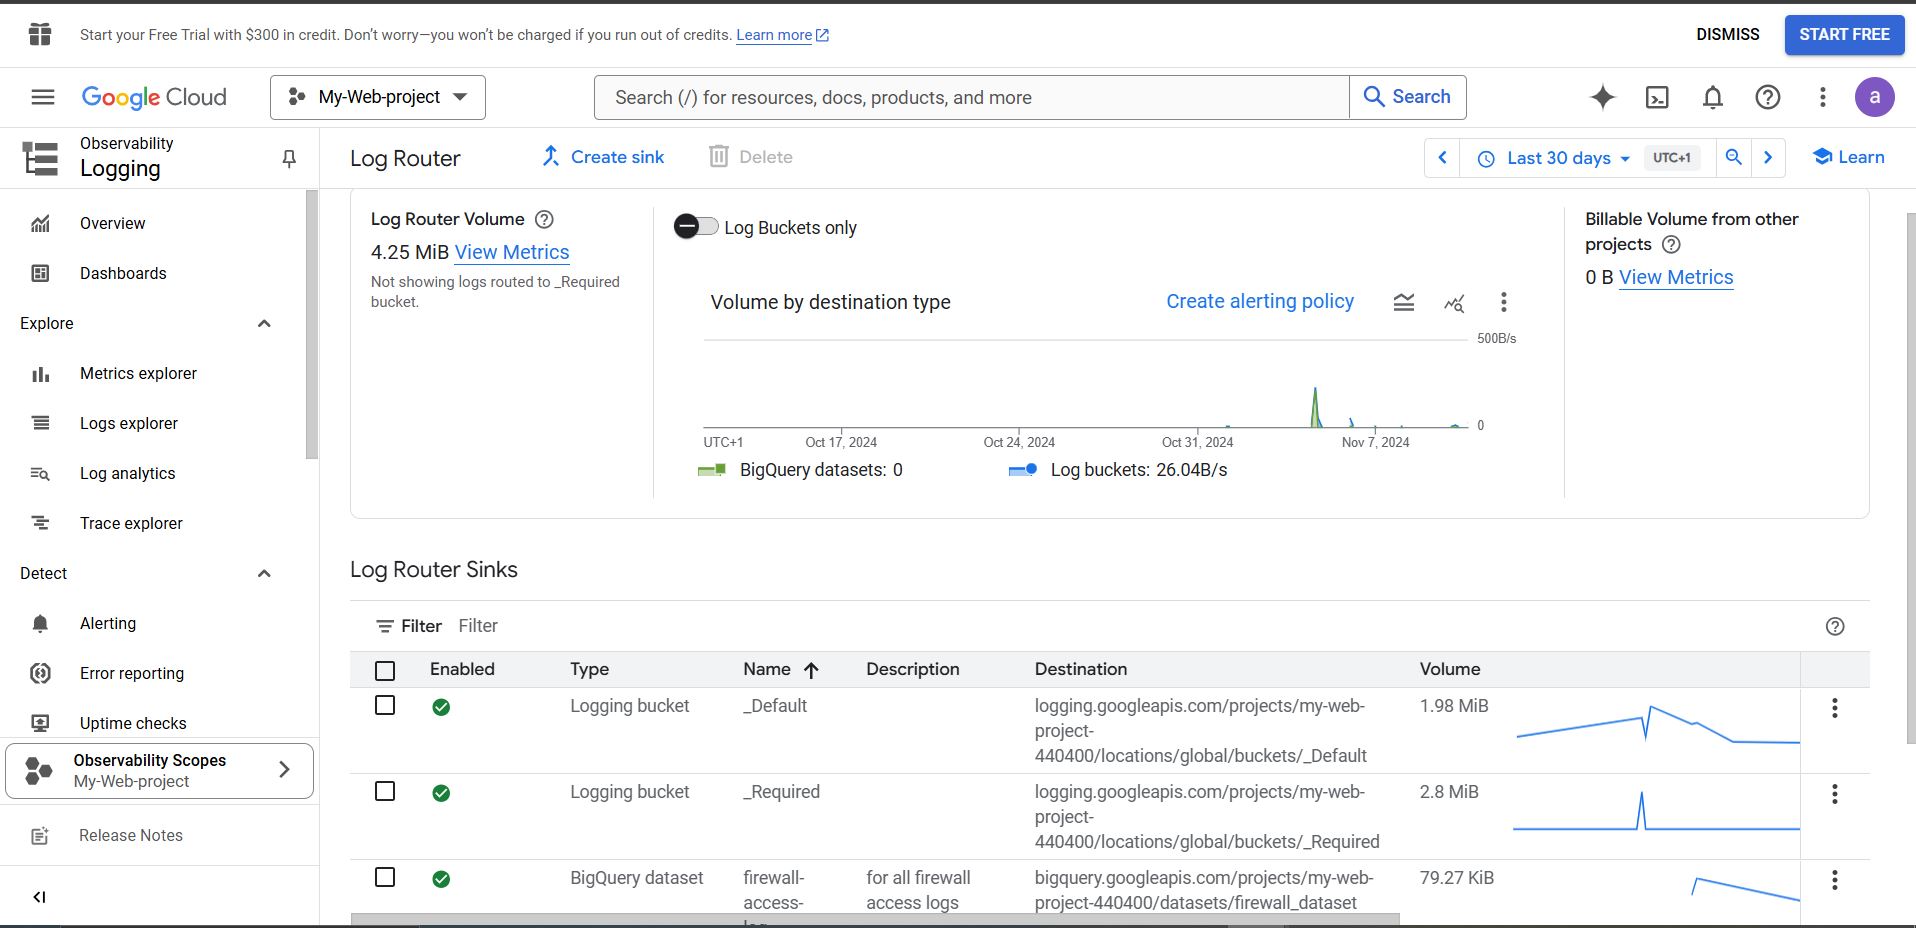 Start your Free Trial with $300 in credit. Don't worry—you won't be charged if you run out of credits. Learn more
DISMISS
START FREE
Google Cloud
My-Web-project
Search (/) for resources, docs, products, and more
Search
a
Observability
Logging
Log Router
Create sink
Delete
Last 30 days
UTC+1
Learn
Overview
Dashboards
Explore
Metrics explorer
Logs explorer
Log analytics
Trace explorer
Detect
Alerting
Error reporting
Uptime checks
Observability Scopes
My-Web-project
Release Notes
Log Router Volume
4.25 MiB View Metrics
Not showing logs routed to _Required
bucket.
Log Buckets only
Volume by destination type
Create alerting policy
500B/s
0
UTC+1
Oct 17, 2024
Oct 24, 2024
Oct 31, 2024
Nov 7, 2024
BigQuery datasets: 0
Log buckets: 26.04B/s
Billable Volume from other
projects
0 B View Metrics
Log Router Sinks
Filter Filter
Enabled Type Name Description Destination Volume
Logging bucket _Default logging.googleapis.com/projects/my-web- 1.98 MiB
project-
440400/locations/global/buckets/_Default
Logging bucket _Required logging.googleapis.com/projects/my-web- 2.8 MiB
project-
440400/locations/global/buckets/_Required
BigQuery dataset firewall- for all firewall bigquery.googleapis.com/projects/my-web- 79.27 KiB
access- access logs project-440400/datasets/firewall_dataset